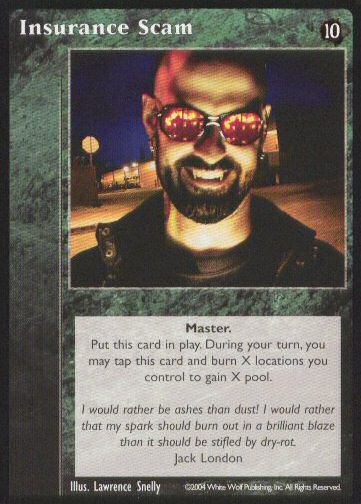 Insurance Scam
10
Master.
Put this card in play. During your turn, you
may tap this card and burn X locations you
control to gain X pool.
I would rather be ashes than dust! I would rather
that my spark should burn out in a brilliant blaze
than it should be stifled by dry-rot.
Jack London
Illus. Lawrence Snelly
©2004 White Wolf Publishing, Inc. All Rights Reserved.